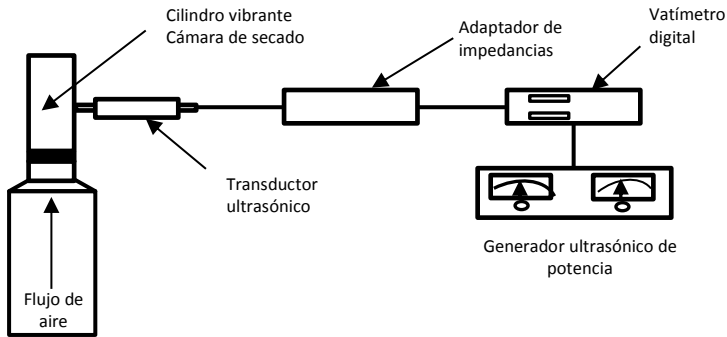 Cilindro vibrante
Cámara de secado
Adaptador de
impedancias
Vatímetro
digital
Transductor
ultrasónico
Generador ultrasónico de
potencia
Flujo de
aire